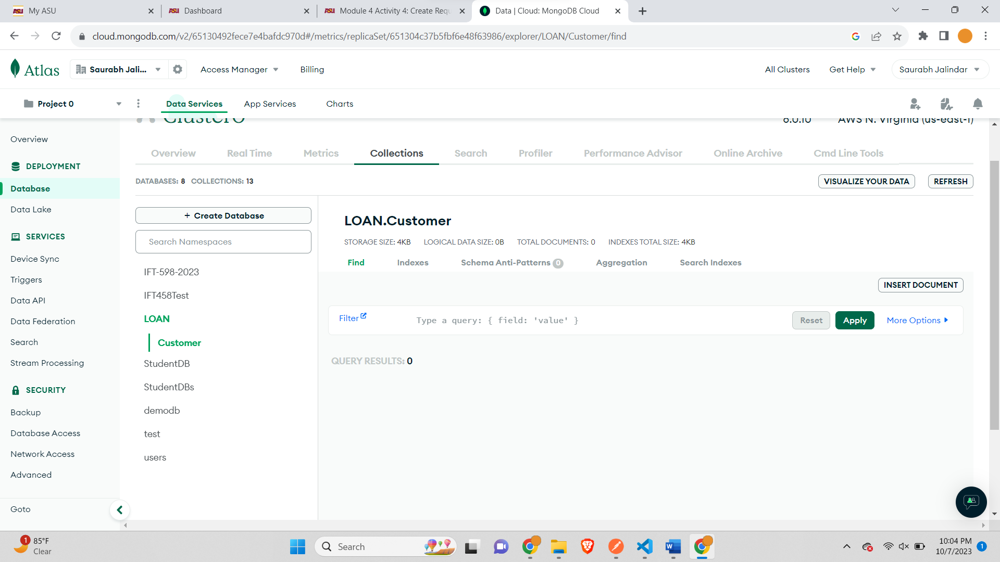 My ASU
Dashboard
Module 4 Activity 4: Create Requ
Data | Cloud: MongoDB Cloud
cloud.mongodb.com/v2/65130492fece7e4bafdc970d#/metrics/replicaSet/651304c37b5fbf6e48f63986/explorer/LOAN/Customer/find
Atlas
Saurabh Jali...
Access Manager
Billing
All Clusters
Get Help
Saurabh Jalindar
Project 0
Data Services
App Services
Charts
Cluster0
6.0.10
AWS N. Virginia (us-east-1)
Overview
DEPLOYMENT
Database
Data Lake
SERVICES
Device Sync
Triggers
Data API
Data Federation
Search
Stream Processing
SECURITY
Backup
Database Access
Network Access
Advanced
Goto
Overview
Real Time
Metrics
Collections
Search
Profiler
Performance Advisor
Online Archive
Cmd Line Tools
DATABASES: 8 COLLECTIONS: 13
VISUALIZE YOUR DATA
REFRESH
+ Create Database
Search Namespaces
IFT-598-2023
IFT458Test
LOAN
Customer
StudentDB
StudentDBs
demodb
test
users
LOAN.Customer
STORAGE SIZE: 4KB LOGICAL DATA SIZE: 0B TOTAL DOCUMENTS: 0 INDEXES TOTAL SIZE: 4KB
Find
Indexes
Schema Anti-Patterns 0
Aggregation
Search Indexes
INSERT DOCUMENT
Filter
Type a query: { field: 'value' }
Reset
Apply
More Options
QUERY RESULTS: 0
1
85°F
Clear
Search
10:04 PM
10/7/2023
1